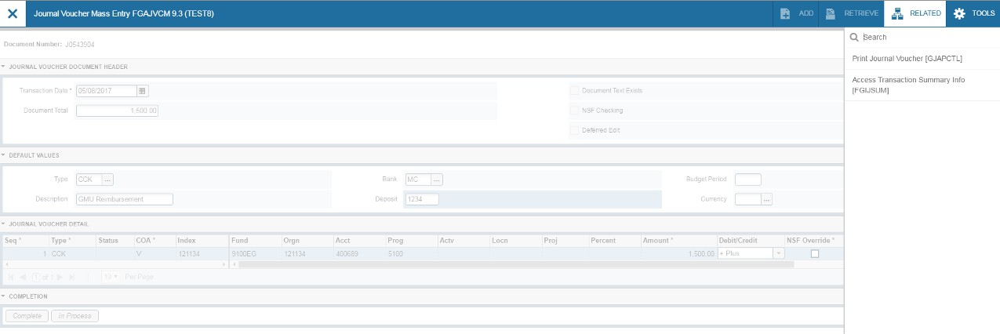 Journal Voucher Mass Entry FGAJVCM 9.3 (TEST8)
ADD
RETRIEVE
RELATED
TOOLS
Search
Print Journal Voucher [GJAPCTL]
Access Transaction Summary Info
[FGIJSUM]
Document Number: J0543904
JOURNAL VOUCHER DOCUMENT HEADER
Transaction Date * 05/08/2017
Document Text Exists
Document Total 1,500.00
NSF Checking
Deferred Edit
DEFAULT VALUES
Type CCK ... Bank MC ... Budget Period
Description GMU Reimbursement Deposit 1234 Currency ...
JOURNAL VOUCHER DETAIL
Seq * Type * Status COA * Index Fund Orgn Acct Prog Actv Locn Proj Percent Amount * Debit/Credit NSF Override *
1 CCK V 121134 9100EG 121134 400689 5100 1,500.00 + Plus
1 of 1 10 Per Page
COMPLETION
Complete In Process